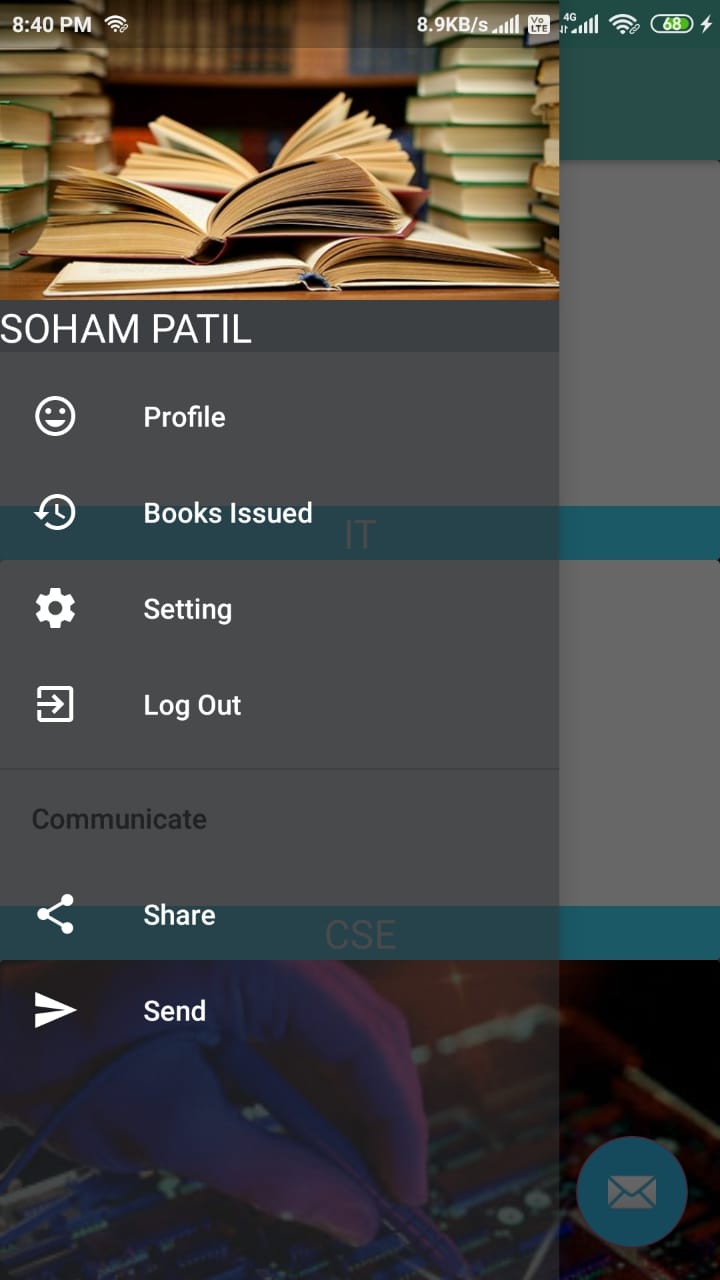 8:40 PM 8.9KB/s Vo LTE 4G 68
SOHAM PATIL
Profile
Books Issued
IT
Setting
Log Out
Communicate
Share
CSE
Send